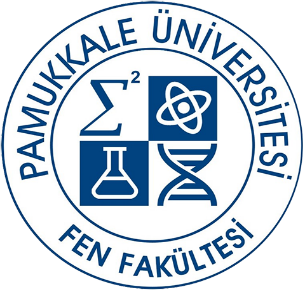 PAMUKKALE ÜNİVERSİTESİ
Σ²
FEN FAKÜLTESİ